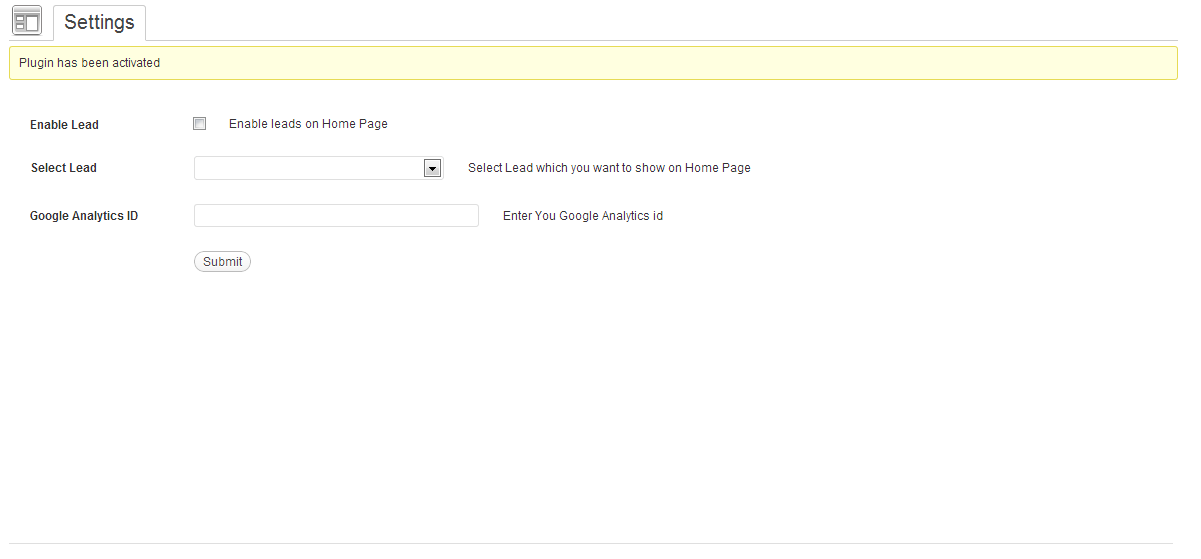 Settings
Plugin has been activated
Enable Lead Enable leads on Home Page
Select Lead Select Lead which you want to show on Home Page
Google Analytics ID Enter You Google Analytics id
Submit